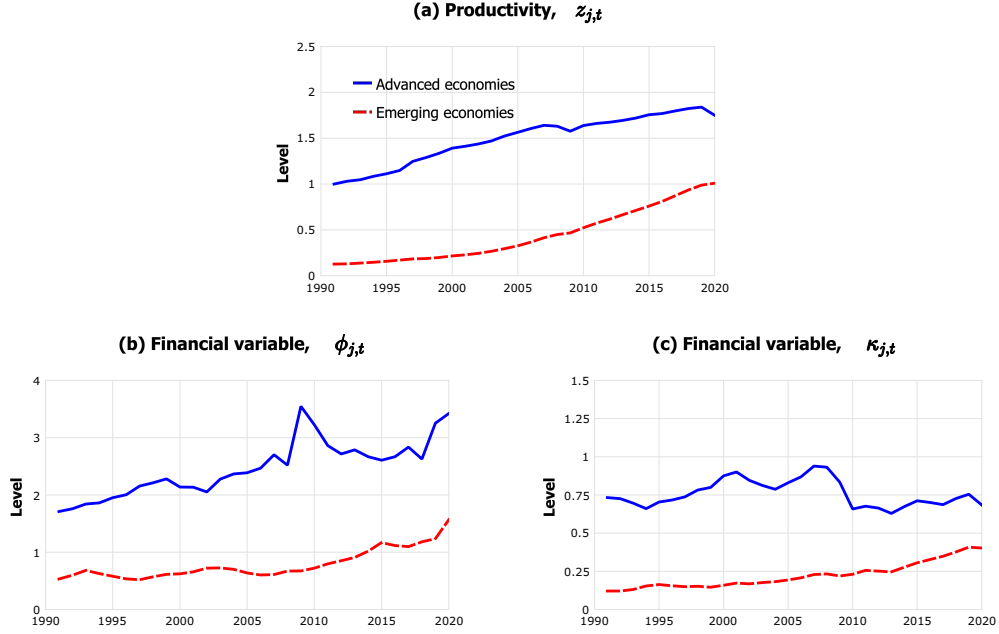 (a) Productivity, z_{j,t}
2.5
2
1.5
1
0.5
0
Level
Advanced economies
Emerging economies
1990 1995 2000 2005 2010 2015 2020
(b) Financial variable, ϕ_{j,t}
4
3
2
1
0
Level
1990 1995 2000 2005 2010 2015 2020
(c) Financial variable, κ_{j,t}
1.5
1.25
1
0.75
0.5
0.25
0
Level
1990 1995 2000 2005 2010 2015 2020